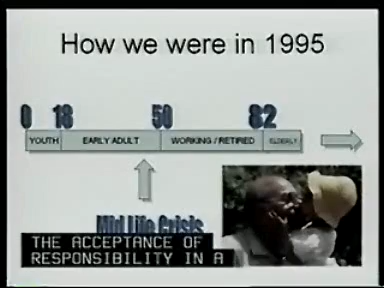 How we were in 1995
0 18 50 82
YOUTH EARLY ADULT WORKING / RETIRED ELDERLY
Mid Life Crisis
THE ACCEPTANCE OF
RESPONSIBILITY IN A